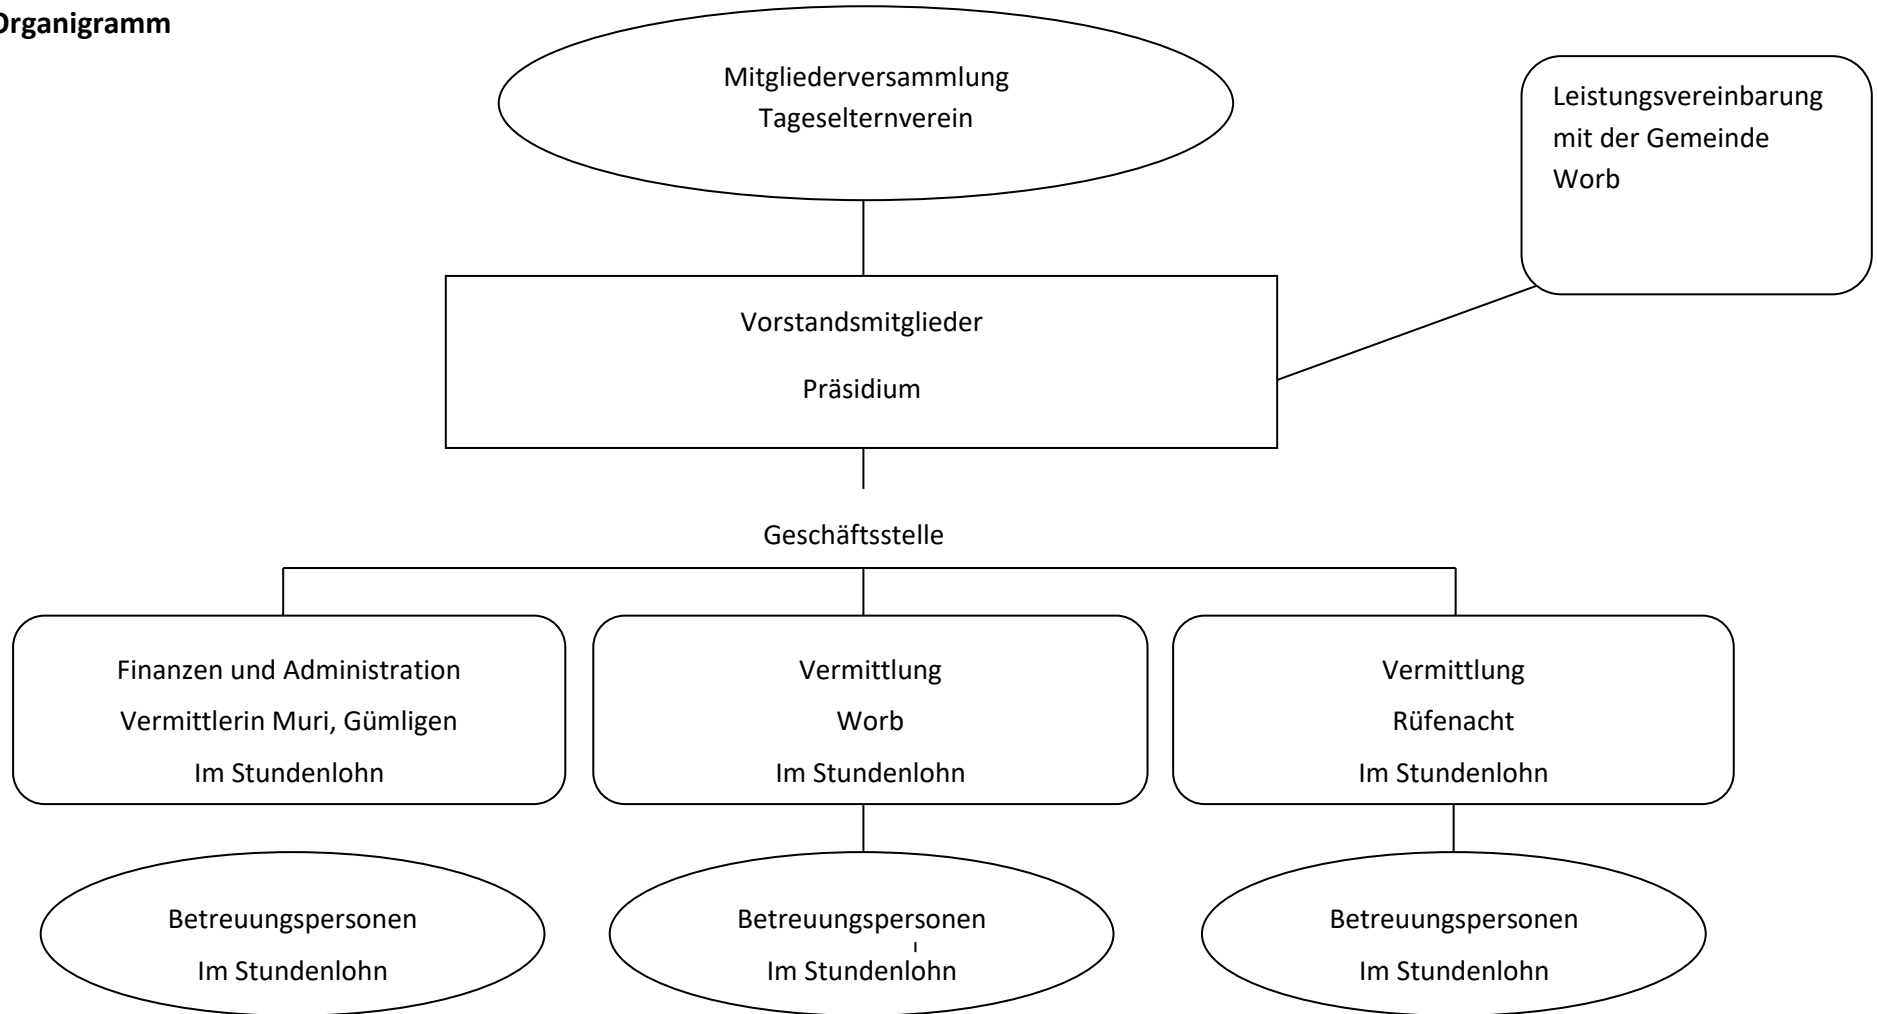 Organigramm
Mitgliederversammlung
Tageselternverein
Leistungsvereinbarung
mit der Gemeinde
Worb
Vorstandsmitglieder
Präsidium
Geschäftsstelle
Finanzen und Administration
Vermittlerin Muri, Gümligen
Im Stundenlohn
Vermittlung
Worb
Im Stundenlohn
Vermittlung
Rüfenacht
Im Stundenlohn
Betreuungspersonen
Im Stundenlohn
Betreuungspersonen
Im Stundenlohn
Betreuungspersonen
Im Stundenlohn